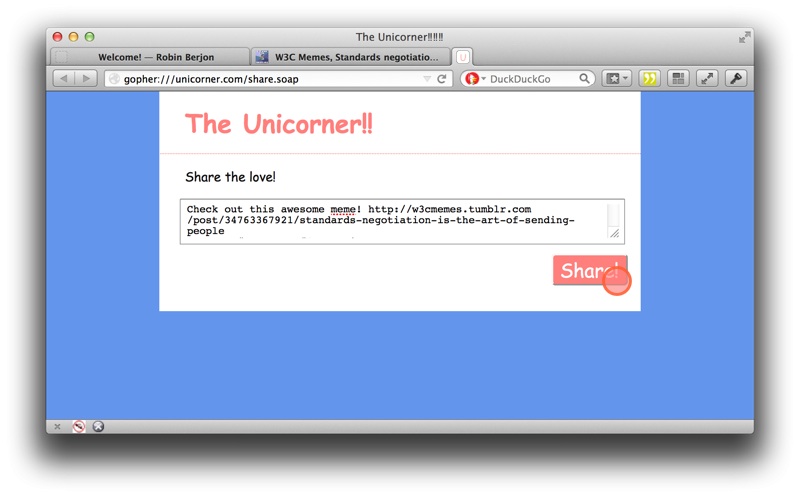 The Unicorner!!!!!!
Welcome! — Robin Berjon
W3C Memes, Standards negotiatio...
U
gopher:///unicorner.com/share.soap
DuckDuckGo
The Unicorner!!
Share the love!
Check out this awesome meme! http://w3cmemes.tumblr.com
/post/34763367921/standards-negotiation-is-the-art-of-sending-
people
Share!